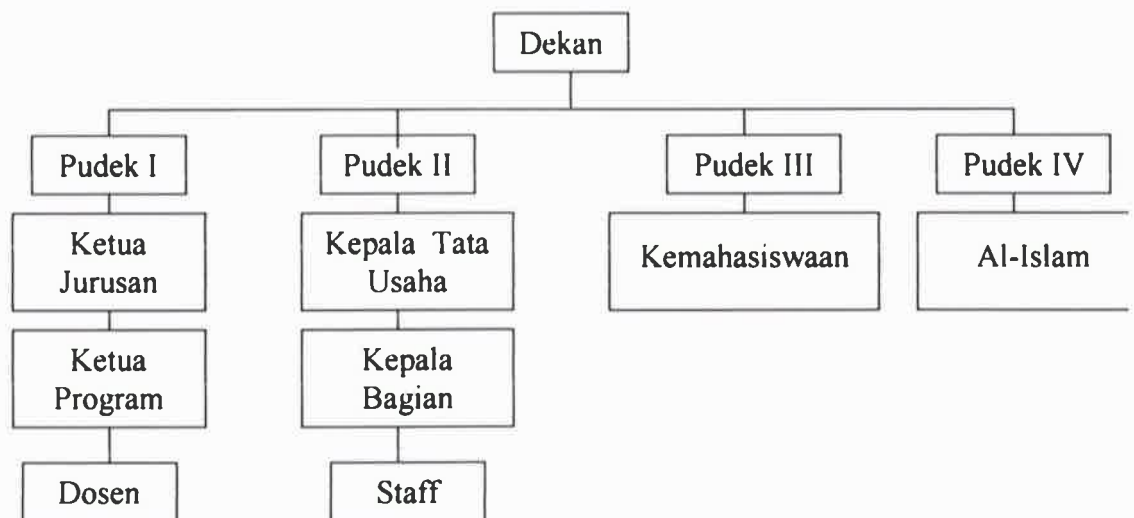 Dekan
Pudek I
Pudek II
Pudek III
Pudek IV
Ketua
Jurusan
Kepala Tata
Usaha
Kemahasiswaan
Al-Islam
Ketua
Program
Kepala
Bagian
Dosen
Staff